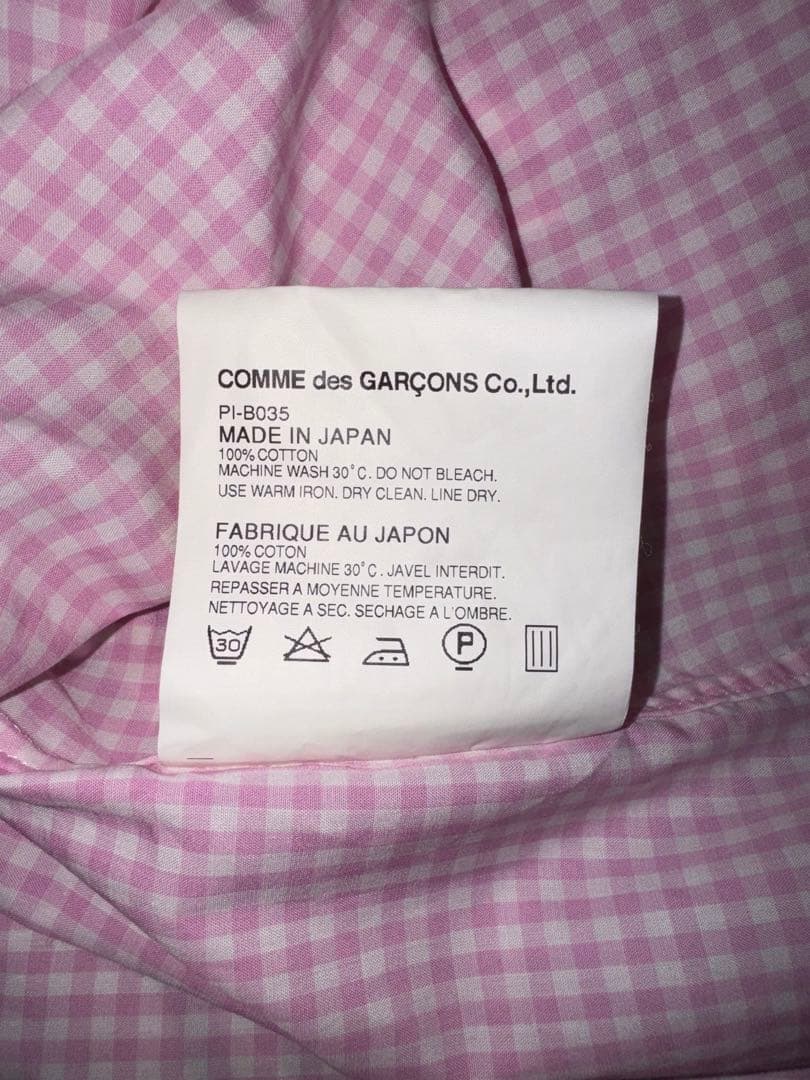 COMME des GARÇONS Co.,Ltd.
PI-B035
MADE IN JAPAN
100% COTTON
MACHINE WASH 30°C. DO NOT BLEACH.
USE WARM IRON. DRY CLEAN. LINE DRY.
FABRIQUE AU JAPON
100% COTON
LAVAGE MACHINE 30°C. JAVEL INTERDIT.
REPASSER A MOYENNE TEMPERATURE.
NETTOYAGE A SEC. SECHAGE A L'OMBRE.
30 P